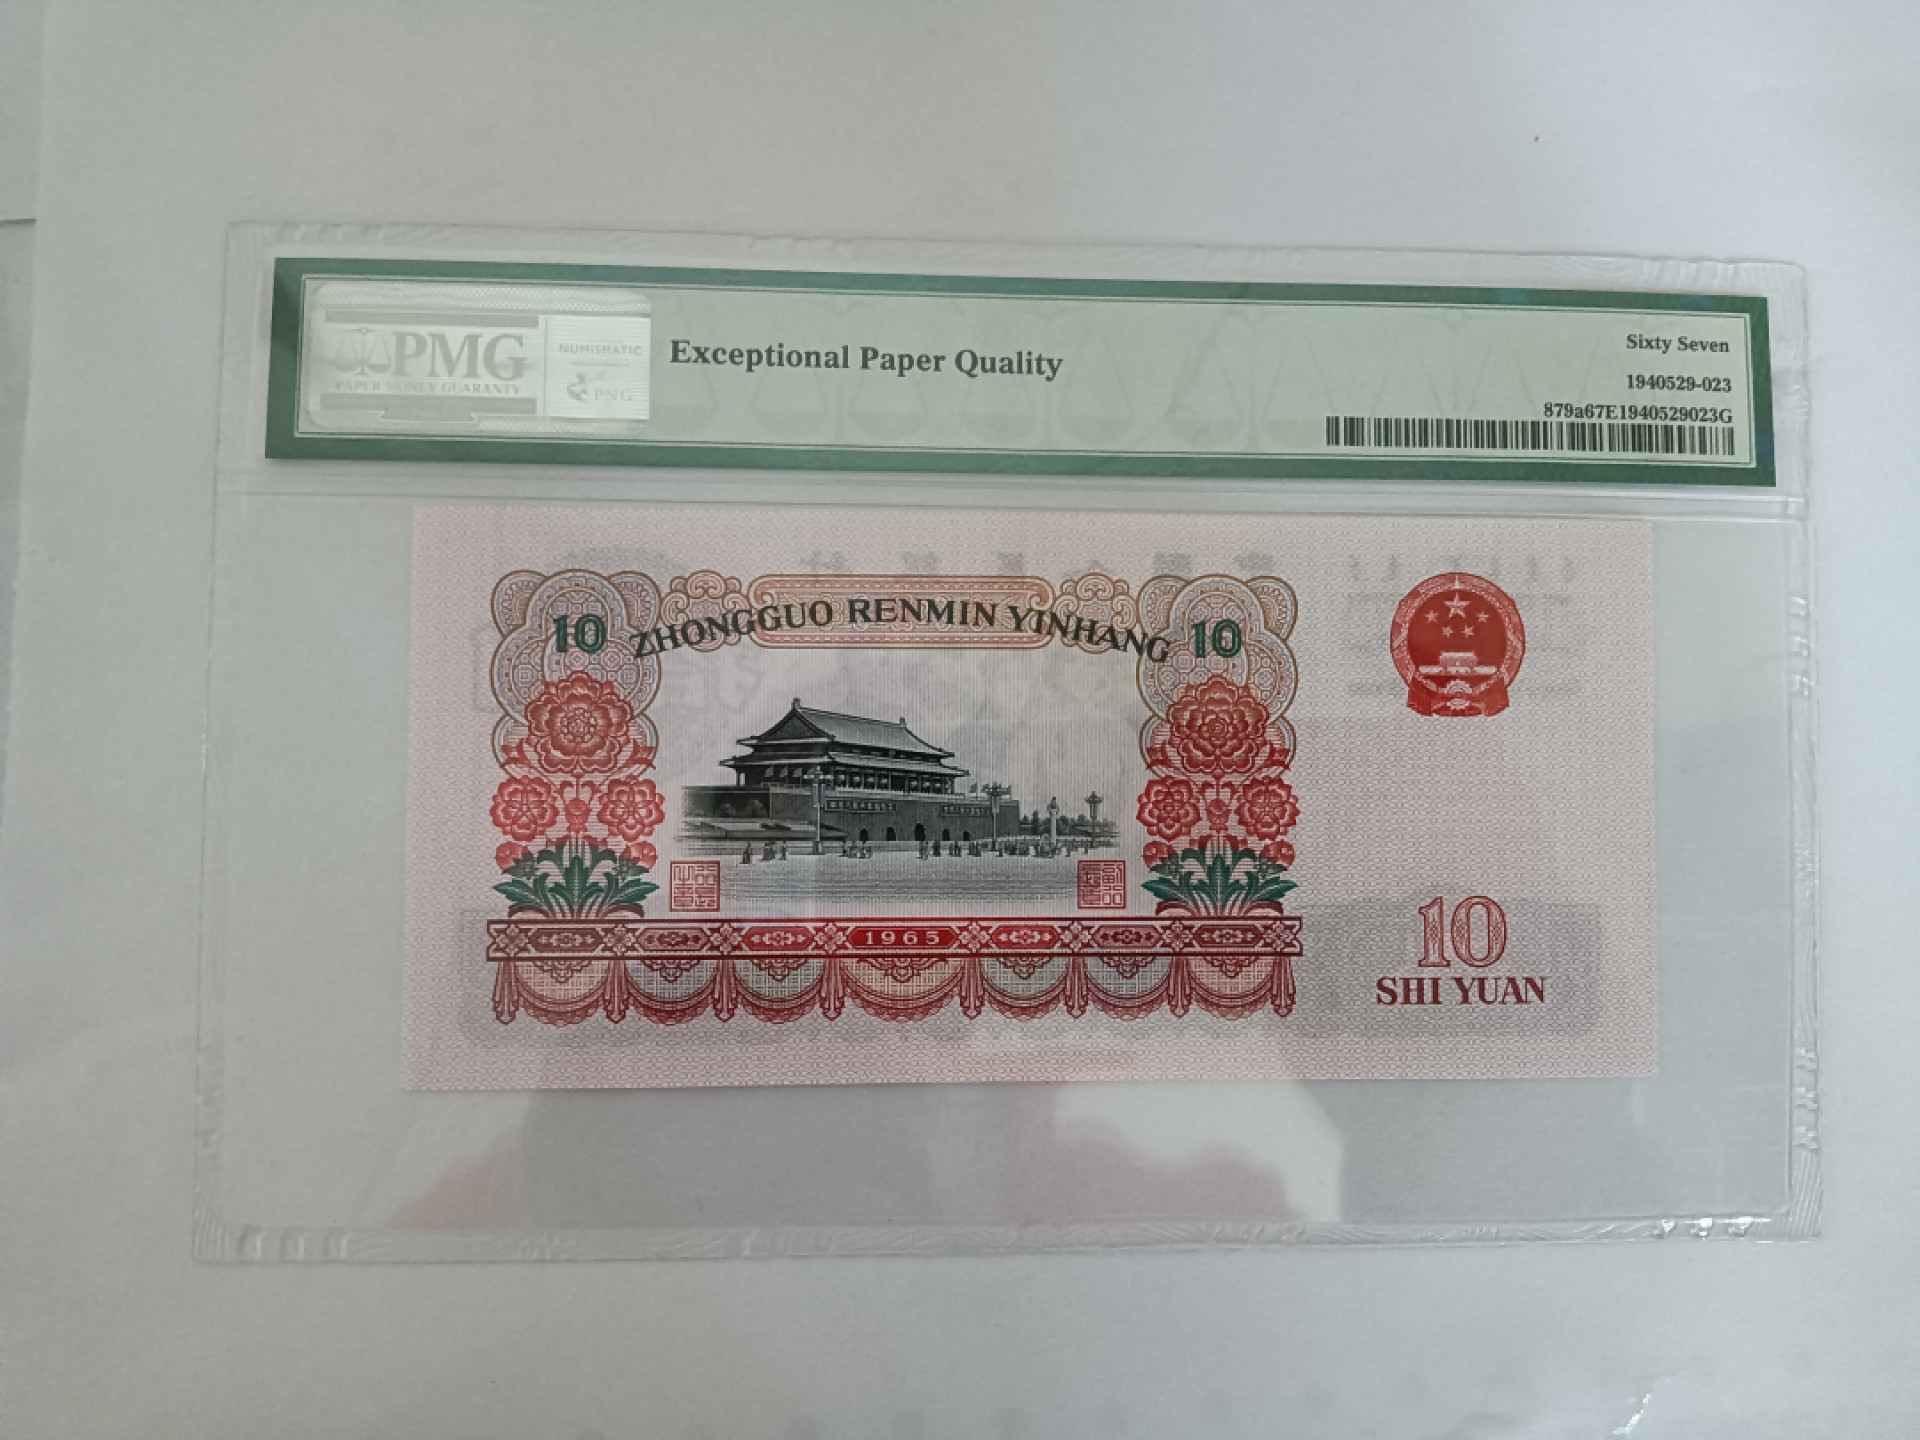 PMG
PAPER MONEY GUARANTY
NUMISMATIC
PNG
Exceptional Paper Quality
Sixty Seven
1940529-023
879a67E1940529023G
ZHONGGUO RENMIN YINHANG
10
10
1965
10
SHI YUAN